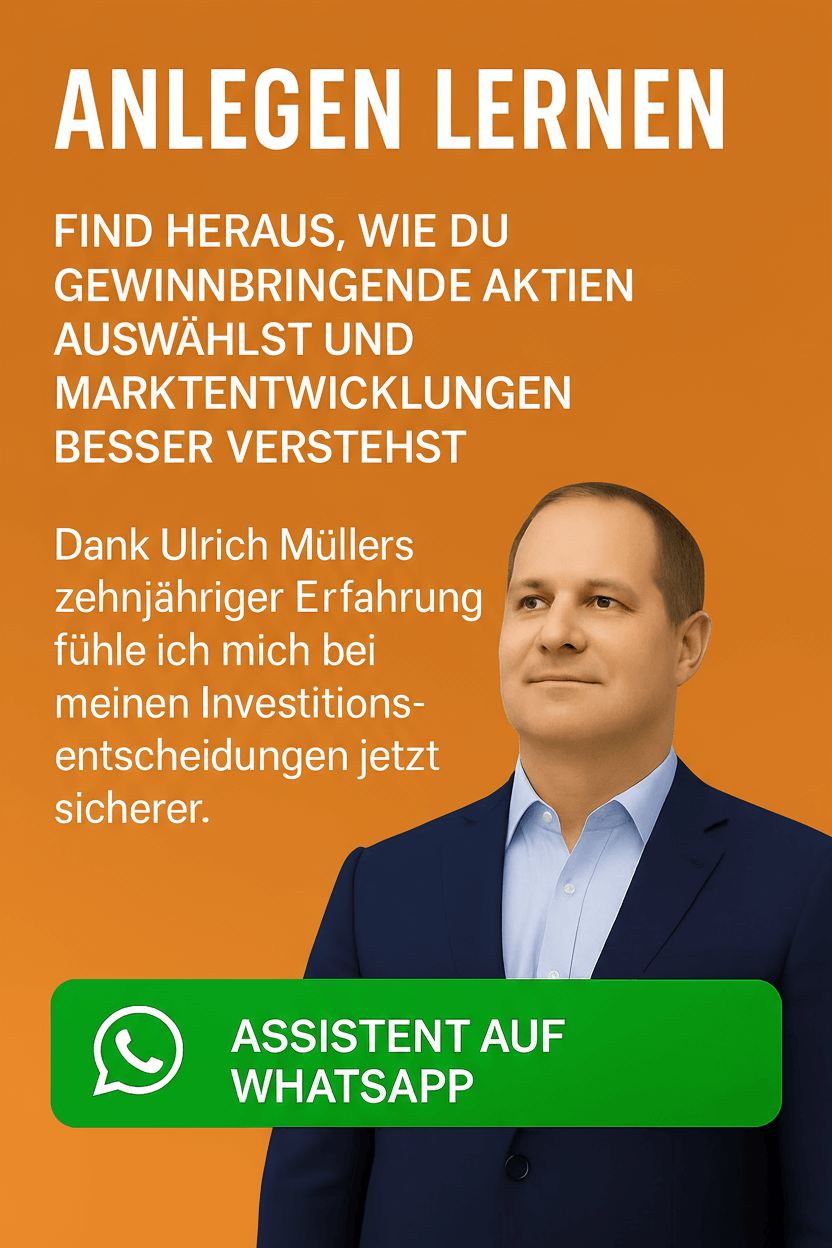 ANLEGEN LERNEN
FIND HERAUS, WIE DU
GEWINNBRINGENDE AKTIEN
AUSWÄHLST UND
MARKTENTWICKLUNGEN
BESSER VERSTEHST
Dank Ulrich Müllers
zehnjähriger Erfahrung
fühle ich mich bei
meinen Investitions-
entscheidungen jetzt
sicherer.
ASSISTENT AUF
WHATSAPP